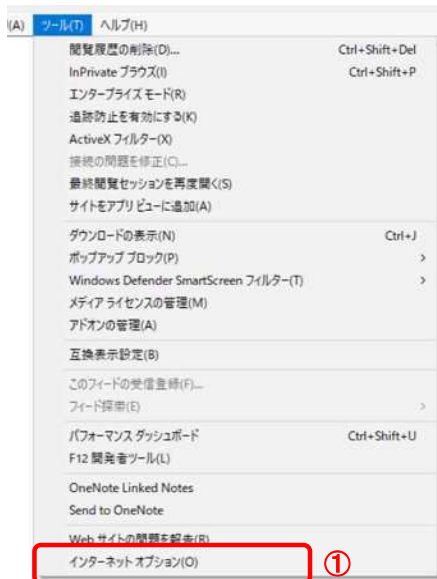 (A) ツール(T) ヘルプ(H)
閲覧履歴の削除(D)... Ctrl+Shift+Del
InPrivate ブラウズ(I) Ctrl+Shift+P
エンタープライズ モード(R)
追跡防止を有効にする(K)
ActiveX フィルター(X)
接続の問題を修正(C)...
最終閲覧セッションを再度開く(S)
サイトをアプリ ビューに追加(A)
ダウンロードの表示(N) Ctrl+J
ポップアップ ブロック(P) >
Windows Defender SmartScreen フィルター(T) >
メディア ライセンスの管理(M)
アドオンの管理(A)
互換表示設定(B)
このフィードの受信登録(F)...
フィード探索(E) >
パフォーマンス ダッシュボード Ctrl+Shift+U
F12 開発者ツール(L)
OneNote Linked Notes
Send to OneNote
Web サイトの問題を報告(R)
インターネット オプション(O) ①